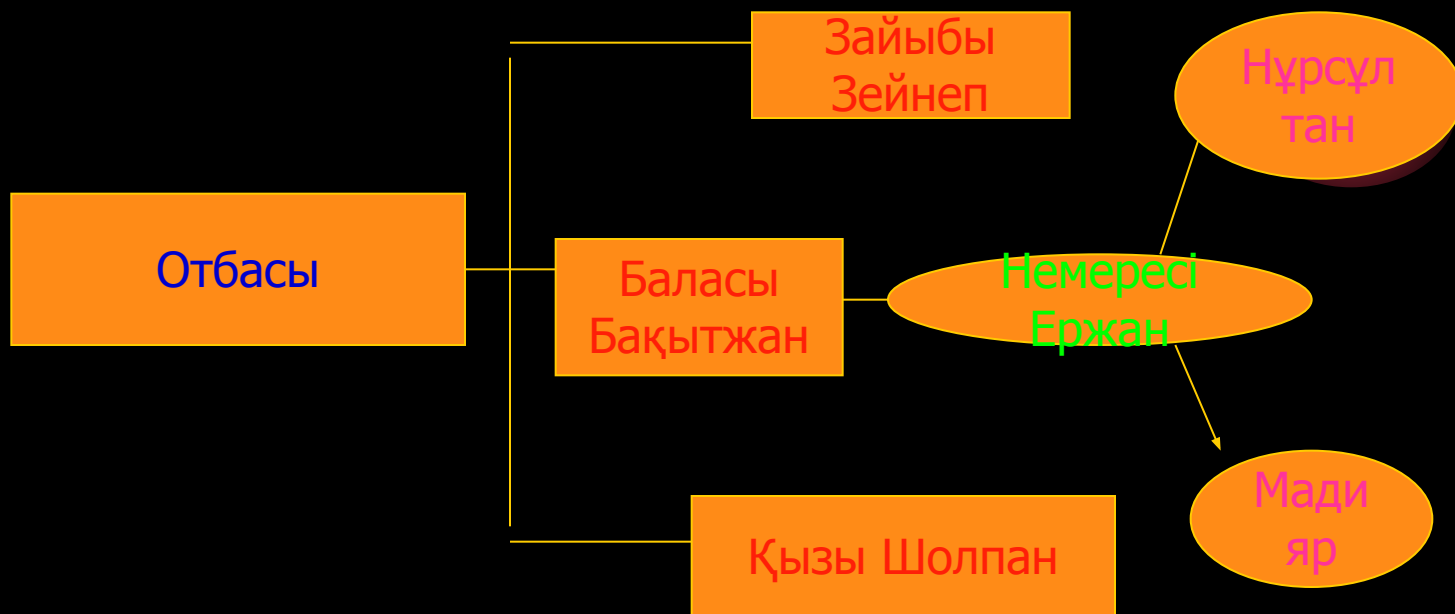 Зайыбы
Зейнеп
Нұрсұл
тан
Отбасы
Баласы
Бақытжан
Немересі
Ержан
Мади
яр
Қызы Шолпан